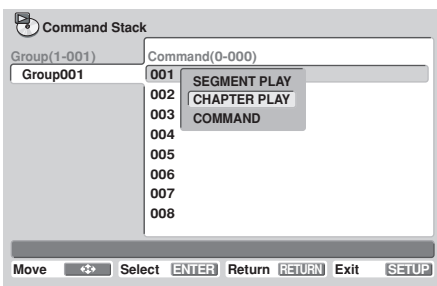 Command Stack
Group(1-001)
Command(0-000)
Group001
001
SEGMENT PLAY
002
CHAPTER PLAY
003
COMMAND
004
005
006
007
008
Move Select ENTER Return RETURN Exit SETUP